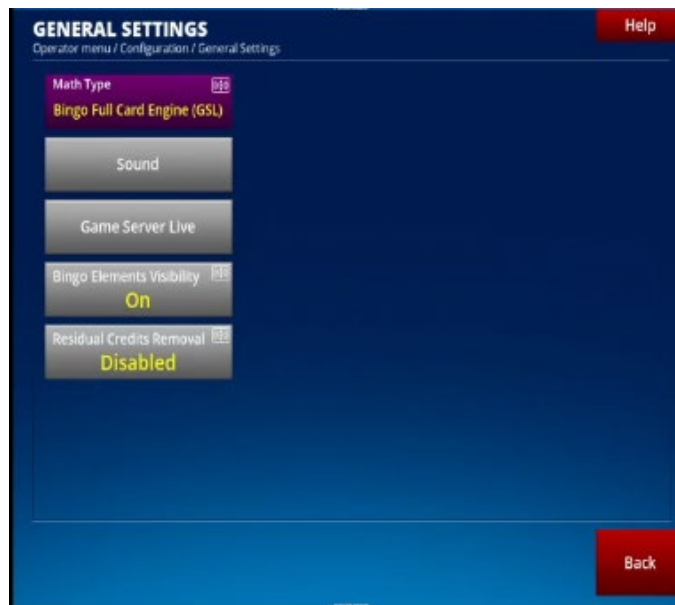 GENERAL SETTINGS
Operator menu / Configuration / General Settings
Help
Math Type
Bingo Full Card Engine (GSL)
Sound
Game Server Live
Bingo Elements Visibility
On
Residual Credits Removal
Disabled
Back